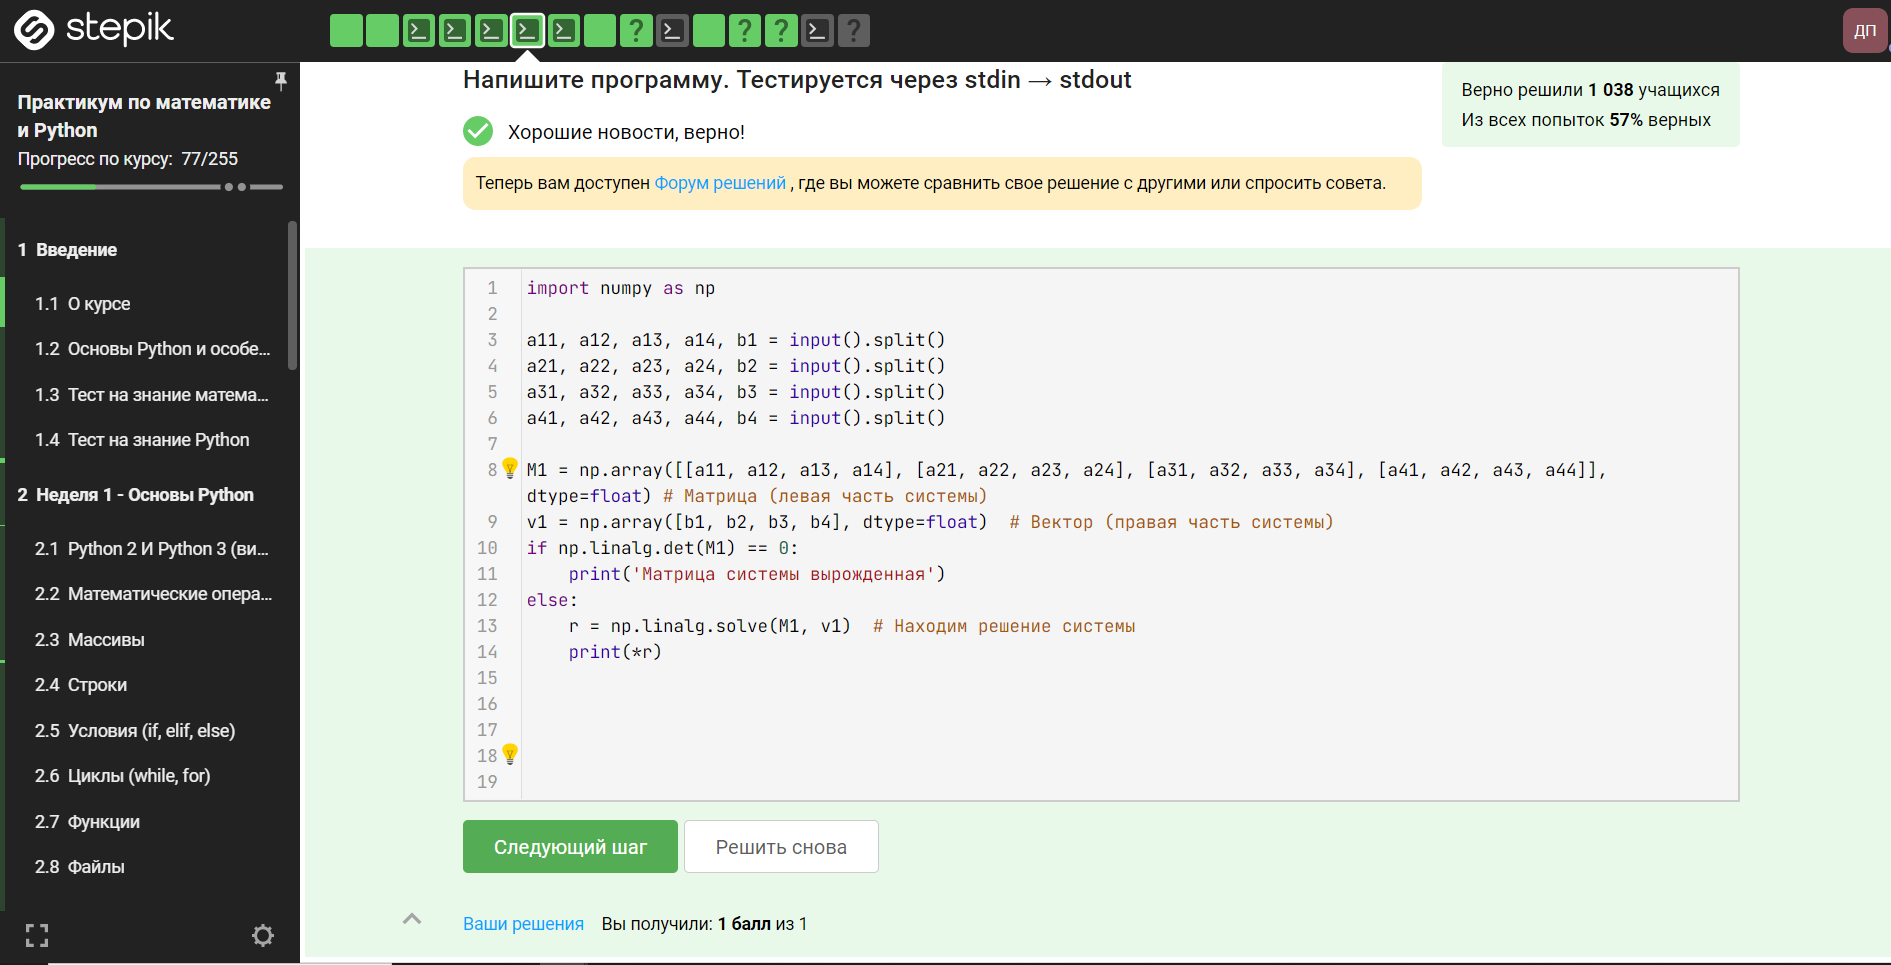 stepik
? ? ? ?
ДП
Практикум по математике
и Python
Прогресс по курсу: 77/255
1 Введение
1.1 О курсе
1.2 Основы Python и особе...
1.3 Тест на знание матема...
1.4 Тест на знание Python
2 Неделя 1 - Основы Python
2.1 Python 2 И Python 3 (ви...
2.2 Математические опера...
2.3 Массивы
2.4 Строки
2.5 Условия (if, elif, else)
2.6 Циклы (while, for)
2.7 Функции
2.8 Файлы
Напишите программу. Тестируется через stdin → stdout
Хорошие новости, верно!
Теперь вам доступен Форум решений , где вы можете сравнить свое решение с другими или спросить совета.
Верно решили 1 038 учащихся
Из всех попыток 57% верных
1 import numpy as np
2
3 a11, a12, a13, a14, b1 = input().split()
4 a21, a22, a23, a24, b2 = input().split()
5 a31, a32, a33, a34, b3 = input().split()
6 a41, a42, a43, a44, b4 = input().split()
7
8 M1 = np.array([[a11, a12, a13, a14], [a21, a22, a23, a24], [a31, a32, a33, a34], [a41, a42, a43, a44]],
dtype=float) # Матрица (левая часть системы)
9 v1 = np.array([b1, b2, b3, b4], dtype=float)  # Вектор (правая часть системы)
10 if np.linalg.det(M1) == 0:
11     print('Матрица системы вырожденная')
12 else:
13     r = np.linalg.solve(M1, v1)  # Находим решение системы
14     print(*r)
15
16
17
18
19
Следующий шаг
Решить снова
Ваши решения Вы получили: 1 балл из 1